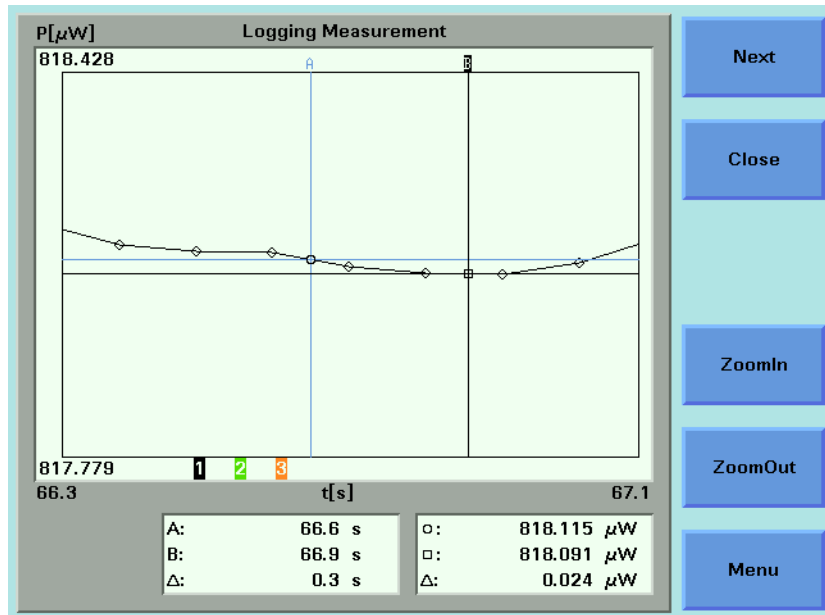 P[µW] Logging Measurement
818.428
A B
817.779 1 2 3
66.3 t[s] 67.1
A: 66.6 s
B: 66.9 s
Δ: 0.3 s
○: 818.115 µW
□: 818.091 µW
Δ: 0.024 µW
Next
Close
ZoomIn
ZoomOut
Menu